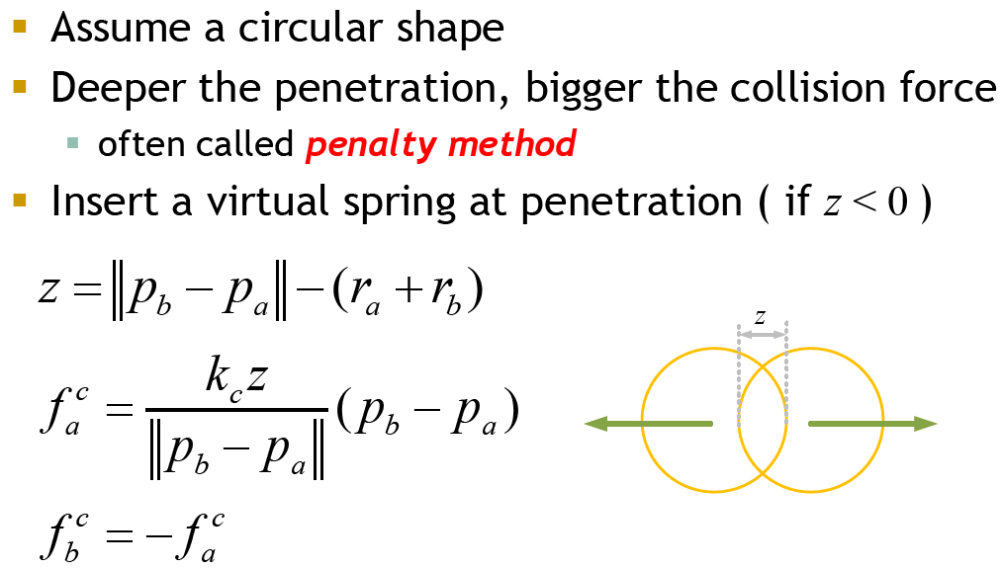 ▪ Assume a circular shape
▪ Deeper the penetration, bigger the collision force
▪ often called penalty method
▪ Insert a virtual spring at penetration ( if z < 0 )
z = ‖p_b − p_a‖ − (r_a + r_b)
z
f_a^c = \frac{k_c z}{‖p_b − p_a‖} (p_b − p_a)
f_b^c = −f_a^c